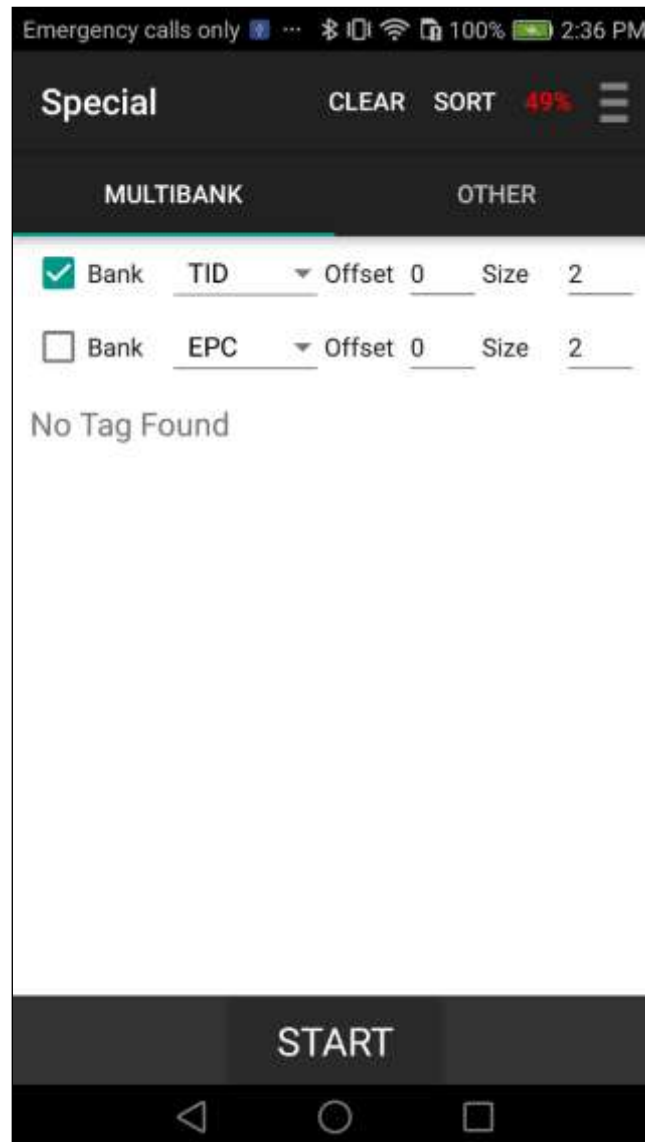 Emergency calls only ... 100% 2:36 PM
Special CLEAR SORT 49%
MULTIBANK OTHER
Bank TID Offset 0 Size 2
Bank EPC Offset 0 Size 2
No Tag Found
START